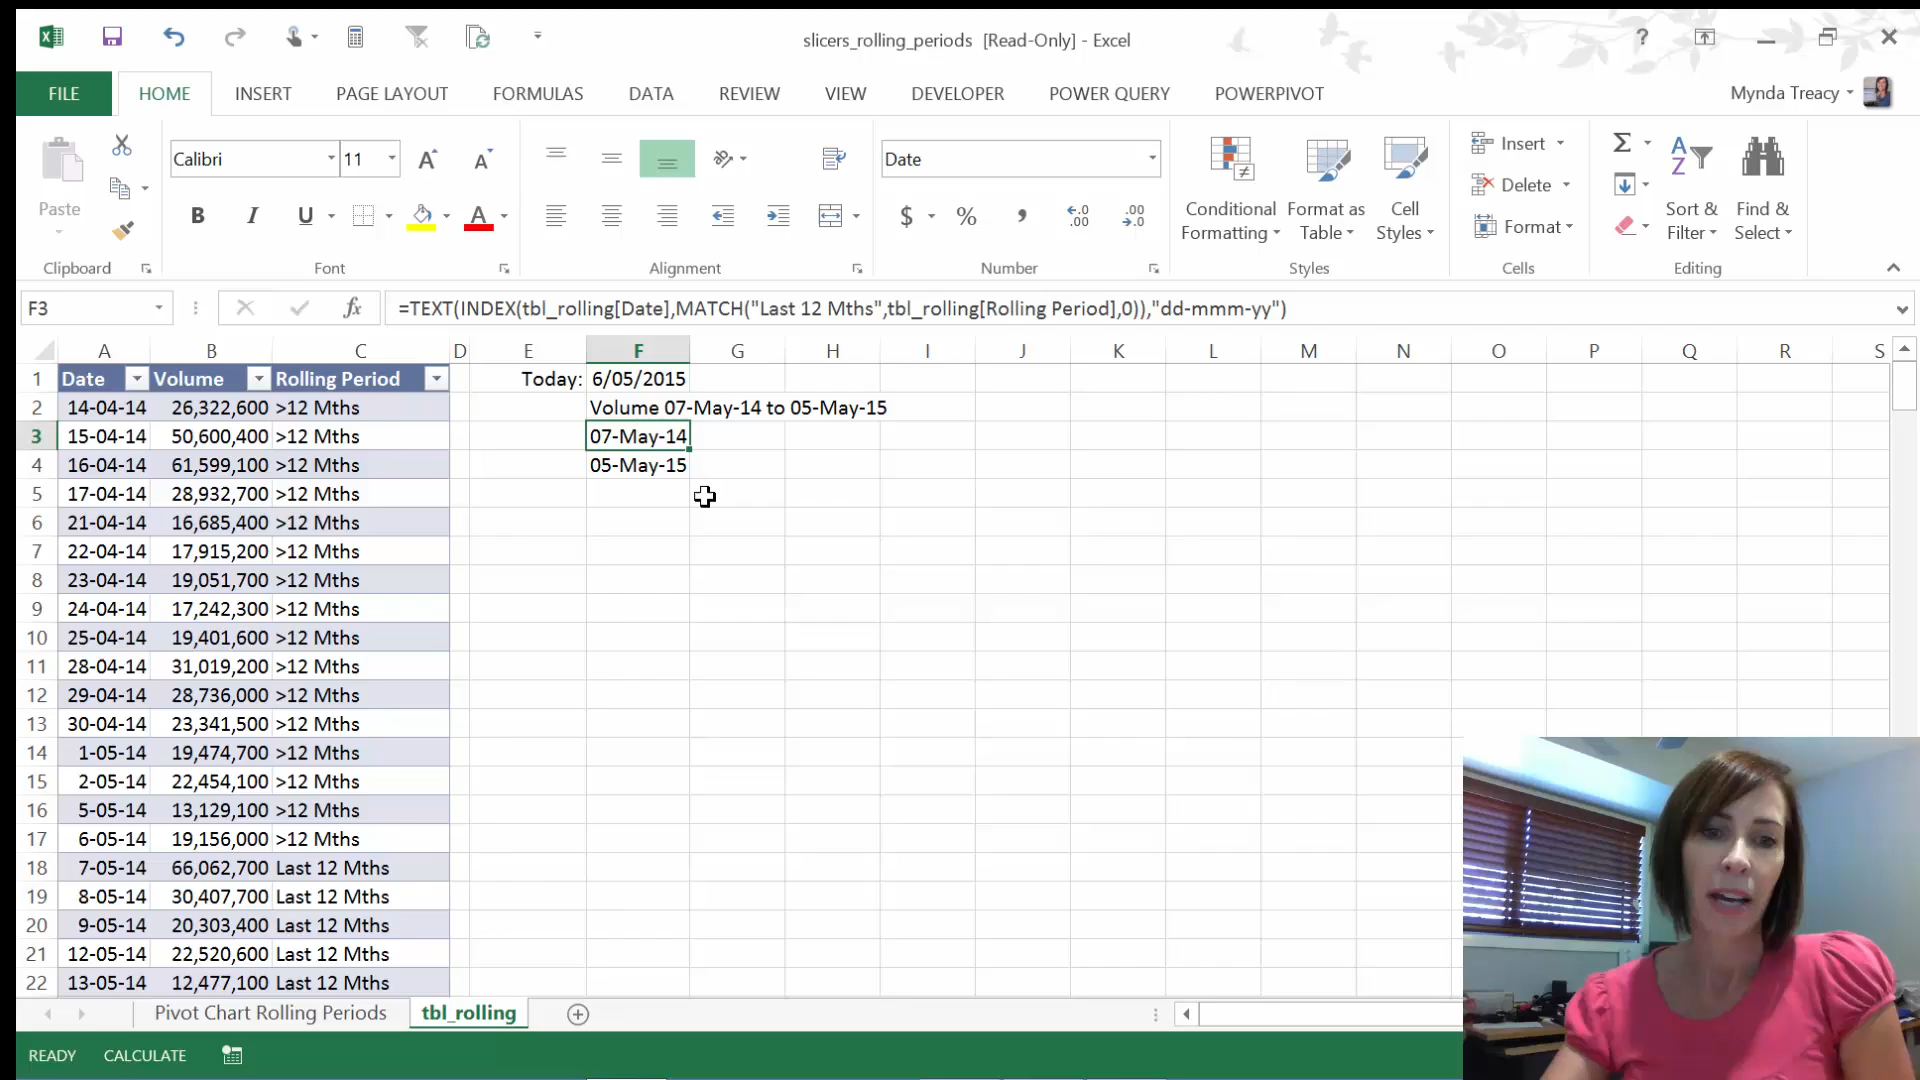 slicers_rolling_periods [Read-Only] - Excel
?
FILE HOME INSERT PAGE LAYOUT FORMULAS DATA REVIEW VIEW DEVELOPER POWER QUERY POWERPIVOT Mynda Treacy
Paste
Clipboard
Calibri 11 A A
B I U A
Font
Alignment
Date
$ % , .0 .00 .00 .0
Number
Conditional Formatting
Format as Table
Cell Styles
Styles
Insert
Delete
Format
Cells
Σ
A Z
Sort & Filter
Find & Select
Editing
F3 fx =TEXT(INDEX(tbl_rolling[Date],MATCH("Last 12 Mths",tbl_rolling[Rolling Period],0)),"dd-mmm-yy")
A B C D E F G H I J K L M N O P Q R S
1 Date Volume Rolling Period Today: 6/05/2015
2 14-04-14 26,322,600 >12 Mths Volume 07-May-14 to 05-May-15
3 15-04-14 50,600,400 >12 Mths 07-May-14
4 16-04-14 61,599,100 >12 Mths 05-May-15
5 17-04-14 28,932,700 >12 Mths
6 21-04-14 16,685,400 >12 Mths
7 22-04-14 17,915,200 >12 Mths
8 23-04-14 19,051,700 >12 Mths
9 24-04-14 17,242,300 >12 Mths
10 25-04-14 19,401,600 >12 Mths
11 28-04-14 31,019,200 >12 Mths
12 29-04-14 28,736,000 >12 Mths
13 30-04-14 23,341,500 >12 Mths
14 1-05-14 19,474,700 >12 Mths
15 2-05-14 22,454,100 >12 Mths
16 5-05-14 13,129,100 >12 Mths
17 6-05-14 19,156,000 >12 Mths
18 7-05-14 66,062,700 Last 12 Mths
19 8-05-14 30,407,700 Last 12 Mths
20 9-05-14 20,303,400 Last 12 Mths
21 12-05-14 22,520,600 Last 12 Mths
22 13-05-14 12,477,100 Last 12 Mths
Pivot Chart Rolling Periods tbl_rolling
READY CALCULATE